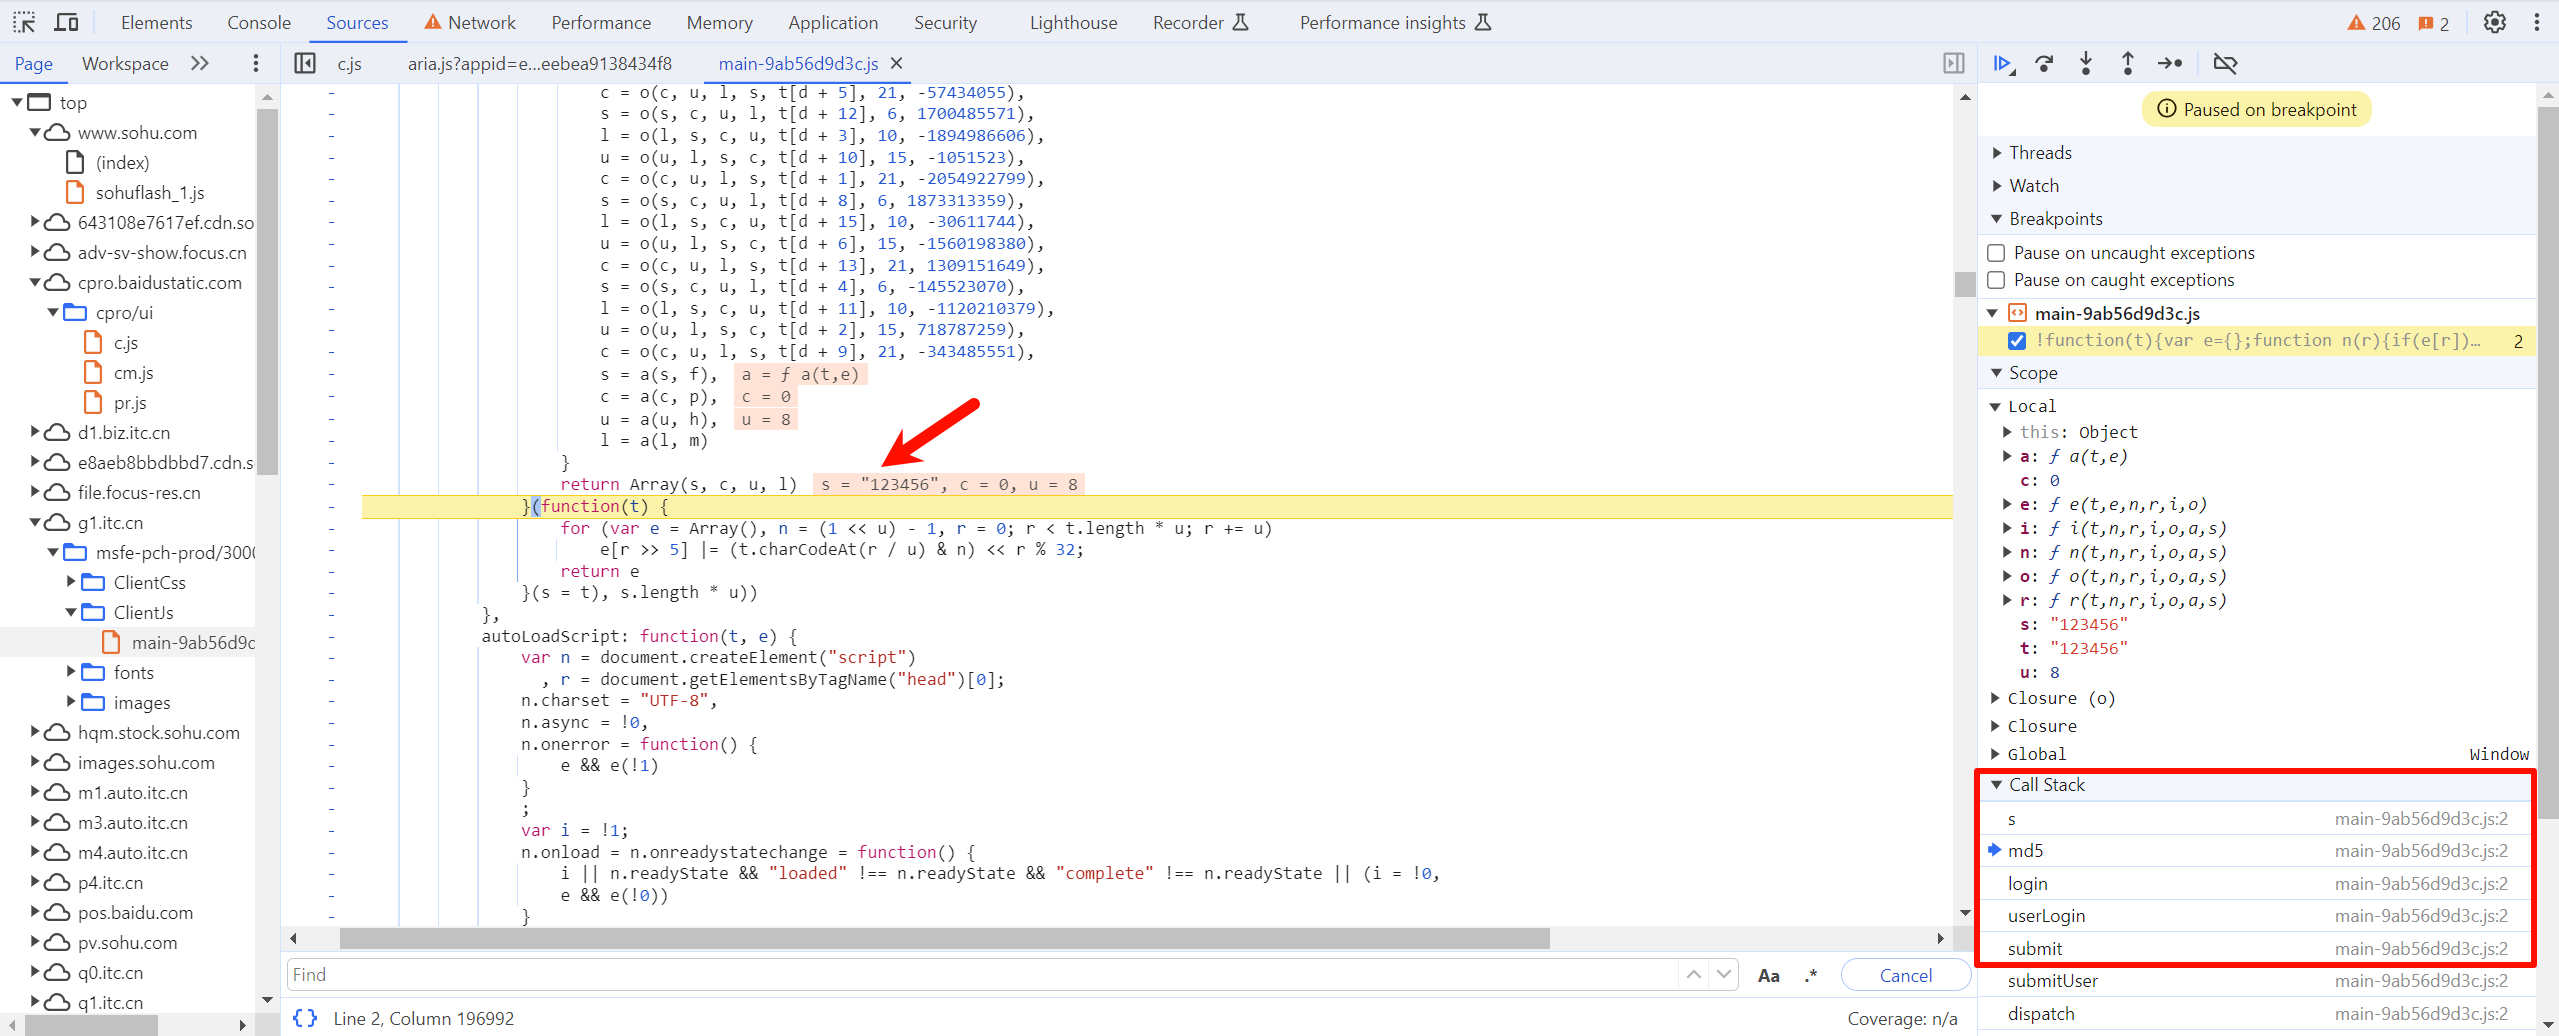 Elements Console Sources Network Performance Memory Application Security Lighthouse Recorder Performance insights 206 2
Page Workspace
c.js aria.js?appid=e...eebea9138434f8 main-9ab56d9d3c.js
top
www.sohu.com
(index)
sohuflash_1.js
643108e7617ef.cdn.so
adv-sv-show.focus.cn
cpro.baidustatic.com
cpro/ui
c.js
cm.js
pr.js
d1.biz.itc.cn
e8aeb8bbdbbd7.cdn.s
file.focus-res.cn
g1.itc.cn
msfe-pch-prod/300
ClientCss
ClientJs
main-9ab56d9
fonts
images
hqm.stock.sohu.com
images.sohu.com
m1.auto.itc.cn
m3.auto.itc.cn
m4.auto.itc.cn
p4.itc.cn
pos.baidu.com
pv.sohu.com
q0.itc.cn
q1.itc.cn
c = o(c, u, l, s, t[d + 5], 21, -57434055),
s = o(s, c, u, l, t[d + 12], 6, 1700485571),
l = o(l, s, c, u, t[d + 3], 10, -1894986606),
u = o(u, l, s, c, t[d + 10], 15, -1051523),
c = o(c, u, l, s, t[d + 1], 21, -2054922799),
s = o(s, c, u, l, t[d + 8], 6, 1873313359),
l = o(l, s, c, u, t[d + 15], 10, -30611744),
u = o(u, l, s, c, t[d + 6], 15, -1560198380),
c = o(c, u, l, s, t[d + 13], 21, 1309151649),
s = o(s, c, u, l, t[d + 4], 6, -145523070),
l = o(l, s, c, u, t[d + 11], 10, -1120210379),
u = o(u, l, s, c, t[d + 2], 15, 718787259),
c = o(c, u, l, s, t[d + 9], 21, -343485551),
s = a(s, f), a = ƒ a(t,e)
c = a(c, p), c = 0
u = a(u, h), u = 8
l = a(l, m)
}
return Array(s, c, u, l) s = "123456", c = 0, u = 8
}(function(t) {
for (var e = Array(), n = (1 << u) - 1, r = 0; r < t.length * u; r += u)
e[r >> 5] |= (t.charCodeAt(r / u) & n) << r % 32;
return e
}(s = t), s.length * u))
},
autoLoadScript: function(t, e) {
var n = document.createElement("script")
, r = document.getElementsByTagName("head")[0];
n.charset = "UTF-8",
n.async = !0,
n.onerror = function() {
e && e(!1)
}
;
var i = !1;
n.onload = n.onreadystatechange = function() {
i || n.readyState && "loaded" !== n.readyState && "complete" !== n.readyState || (i = !0,
e && e(!0))
}
Find Aa .* Cancel
{} Line 2, Column 196992 Coverage: n/a
Paused on breakpoint
Threads
Watch
Breakpoints
Pause on uncaught exceptions
Pause on caught exceptions
main-9ab56d9d3c.js
!function(t){var e={};function n(r){if(e[r])… 2
Scope
Local
this: Object
a: ƒ a(t,e)
c: 0
e: ƒ e(t,e,n,r,i,o)
i: ƒ i(t,n,r,i,o,a,s)
n: ƒ n(t,n,r,i,o,a,s)
o: ƒ o(t,n,r,i,o,a,s)
r: ƒ r(t,n,r,i,o,a,s)
s: "123456"
t: "123456"
u: 8
Closure (o)
Closure
Global Window
Call Stack
s main-9ab56d9d3c.js:2
md5 main-9ab56d9d3c.js:2
login main-9ab56d9d3c.js:2
userLogin main-9ab56d9d3c.js:2
submit main-9ab56d9d3c.js:2
submitUser main-9ab56d9d3c.js:2
dispatch main-9ab56d9d3c.js:2